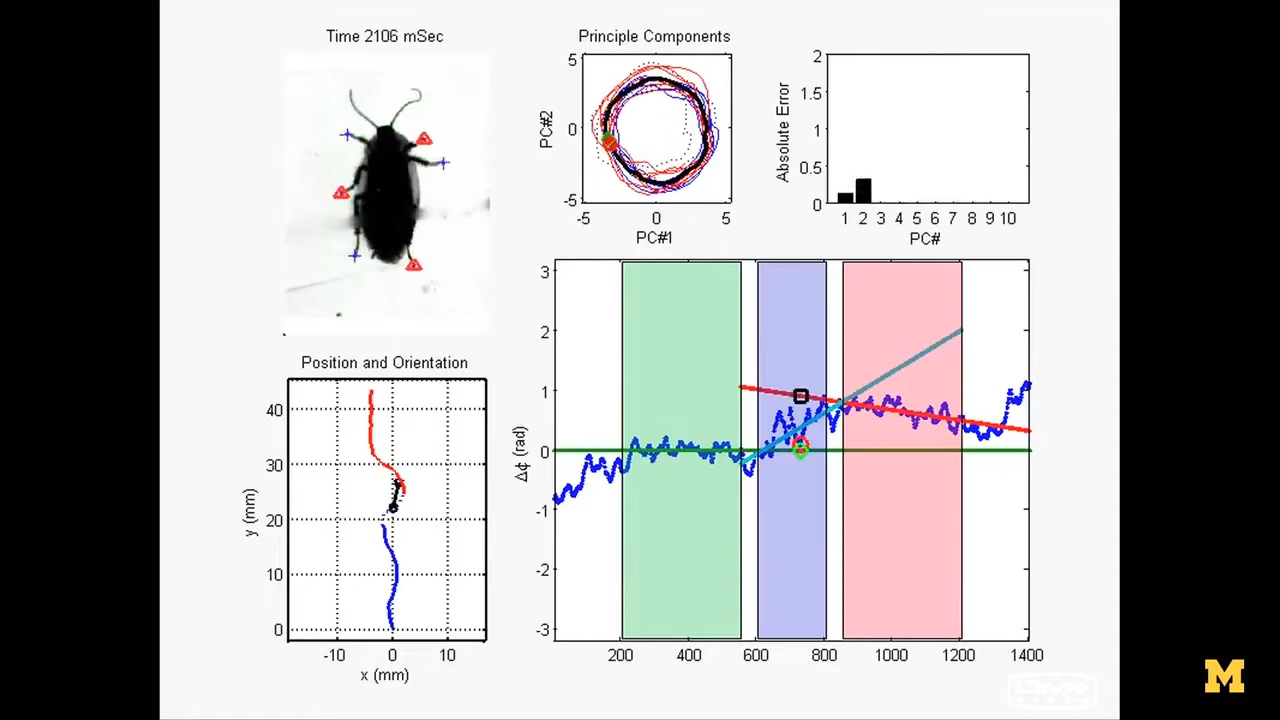 Time 2106 mSec
Principle Components
5
0
-5
PC#2
-5 0 5
PC#1
2
1.5
1
0.5
0
Absolute Error
1 2 3 4 5 6 7 8 9 10
PC#
Position and Orientation
40
30
20
10
0
y (mm)
-10 0 10
x (mm)
3
2
1
0
-1
-2
-3
Δϕ (rad)
200 400 600 800 1000 1200 1400
M